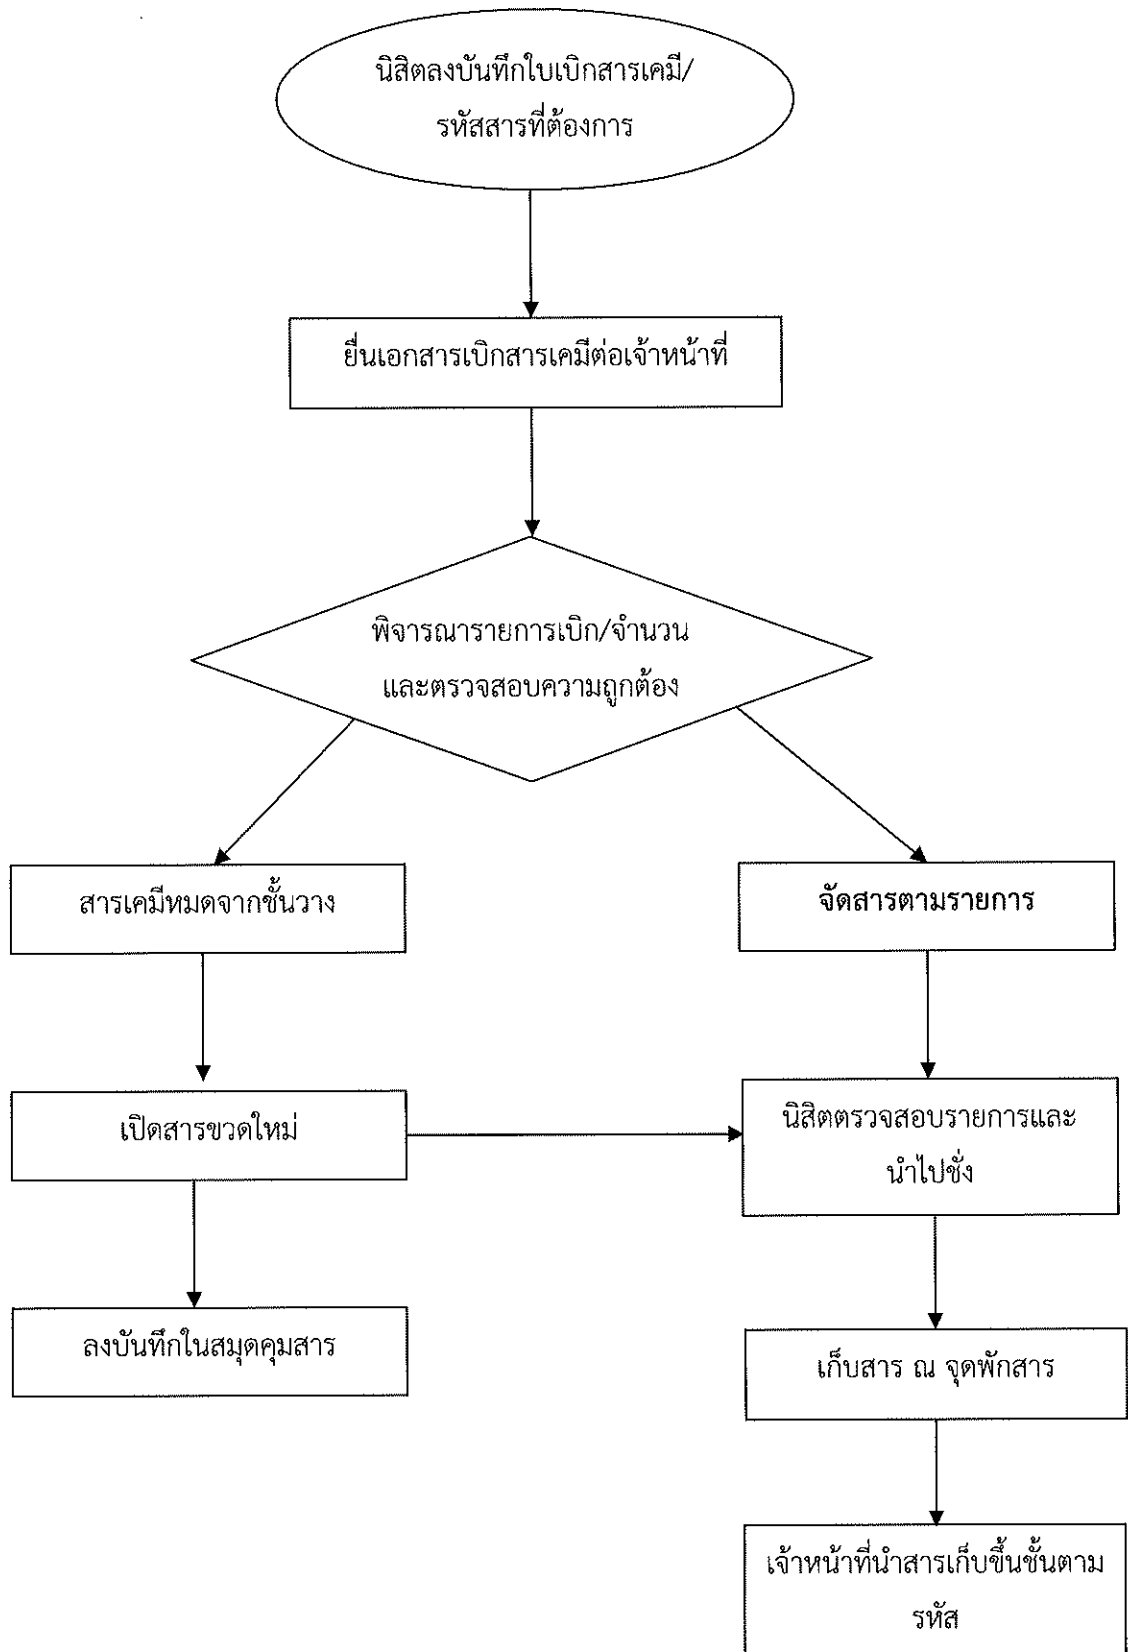 นิสิตลงบันทึกใบเบิกสารเคมี/
รหัสสารที่ต้องการ
ยื่นเอกสารเบิกสารเคมีต่อเจ้าหน้าที่
พิจารณารายการเบิก/จำนวน
และตรวจสอบความถูกต้อง
สารเคมีหมดจากชั้นวาง
จัดสารตามรายการ
เปิดสารขวดใหม่
นิสิตตรวจสอบรายการและ
นำไปชั่ง
ลงบันทึกในสมุดคุมสาร
เก็บสาร ณ จุดพักสาร
เจ้าหน้าที่นำสารเก็บขึ้นชั้นตาม
รหัส